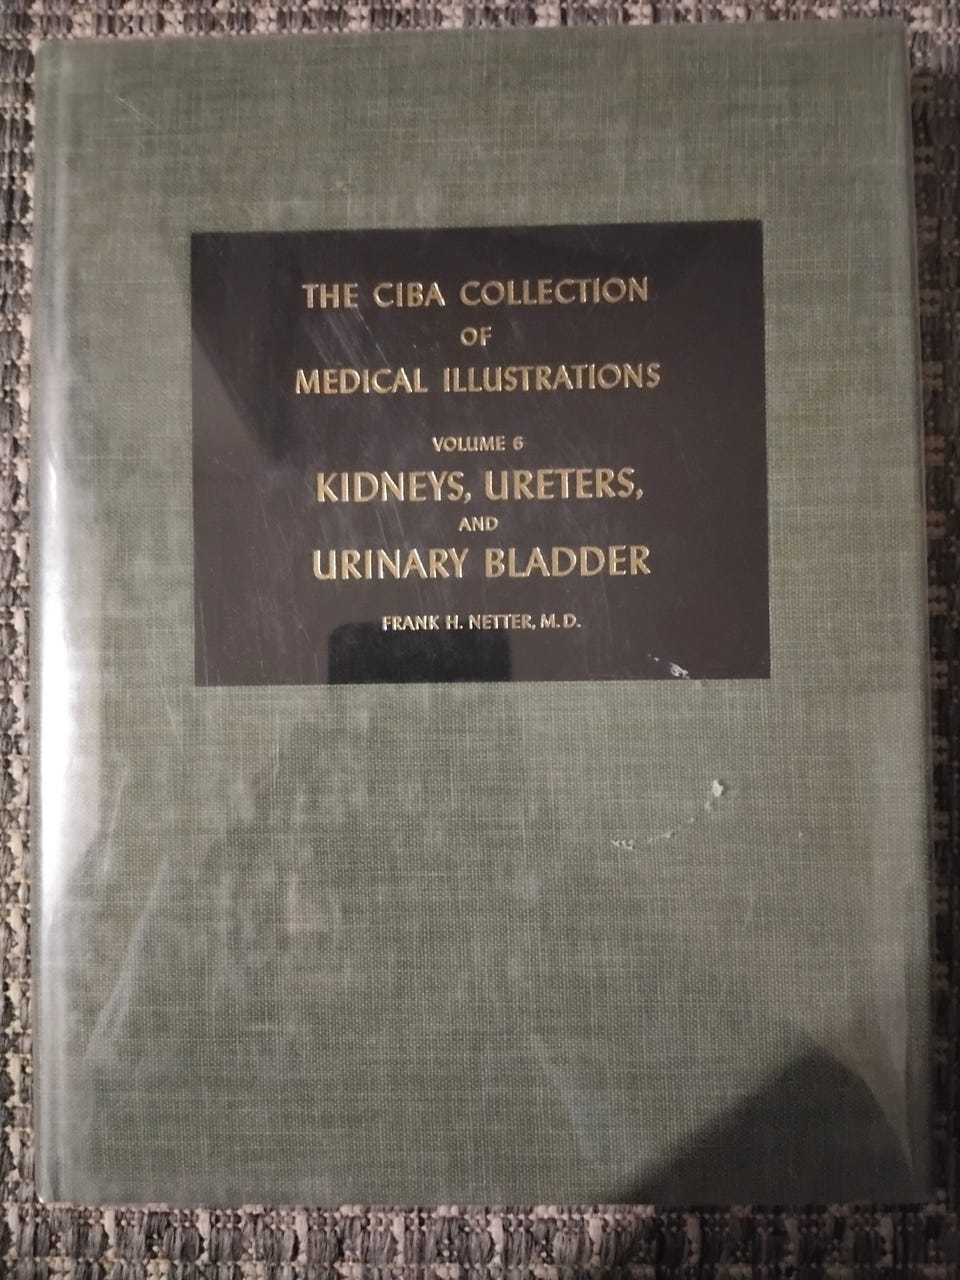 THE CIBA COLLECTION
OF
MEDICAL ILLUSTRATIONS
VOLUME 6
KIDNEYS, URETERS,
AND
URINARY BLADDER
FRANK H. NETTER, M.D.